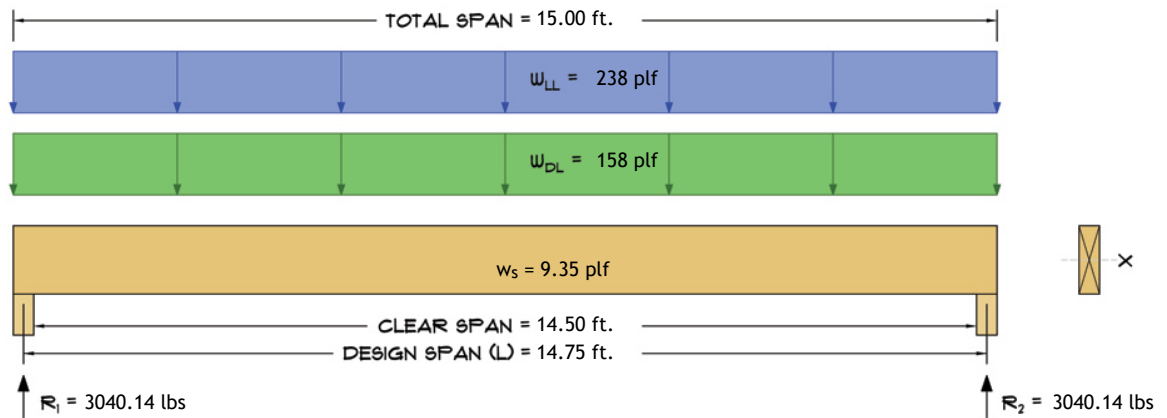 TOTAL SPAN = 15.00 ft.
WLL = 238 plf
WDL = 158 plf
ws = 9.35 plf
X
CLEAR SPAN = 14.50 ft.
DESIGN SPAN (L) = 14.75 ft.
R1 = 3040.14 lbs
R2 = 3040.14 lbs